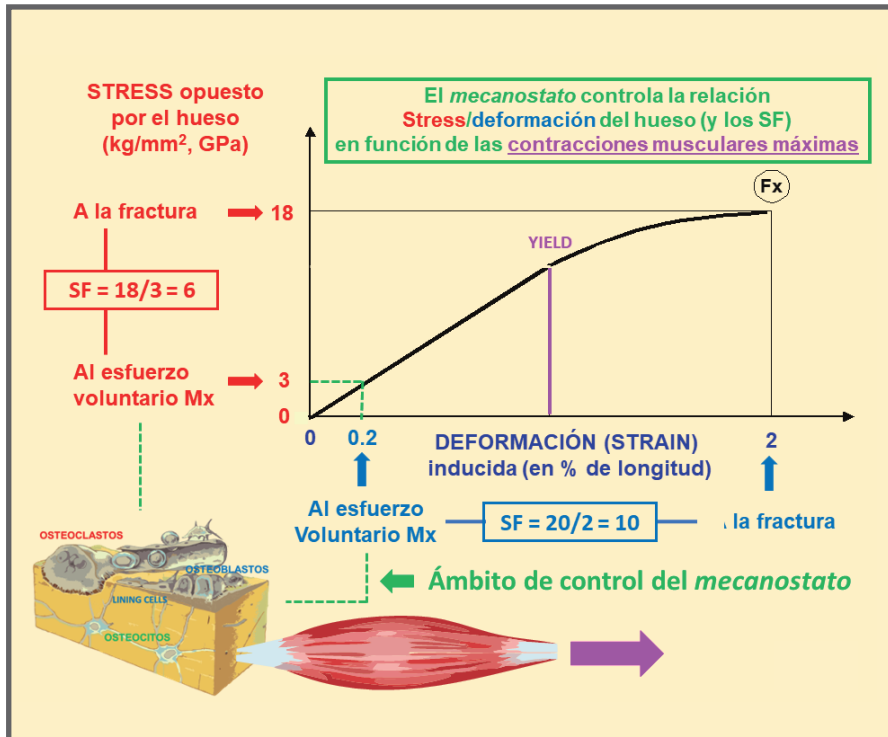 STRESS opuesto
por el hueso
(kg/mm², GPa)
El mecanostato controla la relación
Stress/deformación del hueso (y los SF)
en función de las contracciones musculares máximas
Fx
A la fractura
18
YIELD
SF = 18/3 = 6
Al esfuerzo
voluntario Mx
3
0
0
0.2
DEFORMACIÓN (STRAIN)
inducida (en % de longitud)
2
Al esfuerzo
Voluntario Mx
SF = 20/2 = 10
A la fractura
Ámbito de control del mecanostato
OSTEOCLASTOS
OSTEOBLASTOS
LINING CELLS
OSTEOCITOS